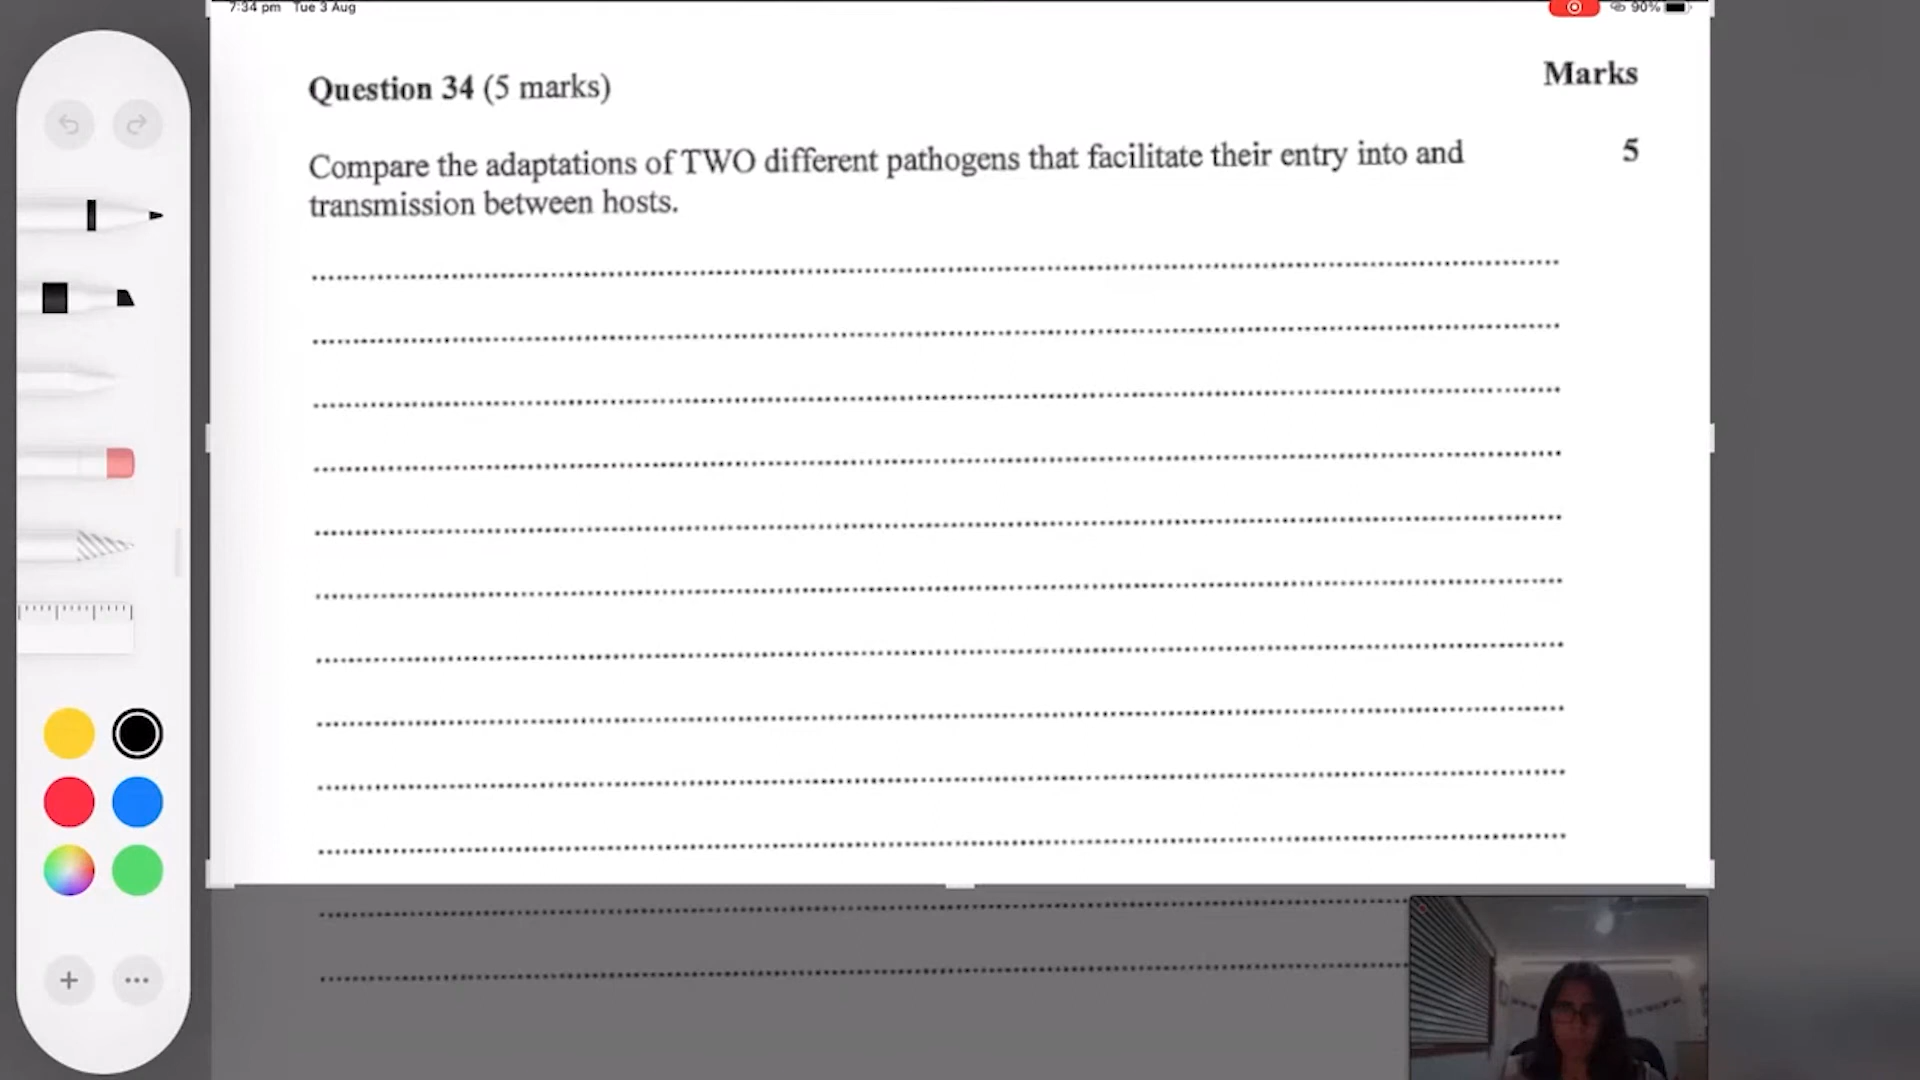 7:34 pm Tue 3 Aug
90%
Question 34 (5 marks)
Marks
Compare the adaptations of TWO different pathogens that facilitate their entry into and
5
transmission between hosts.